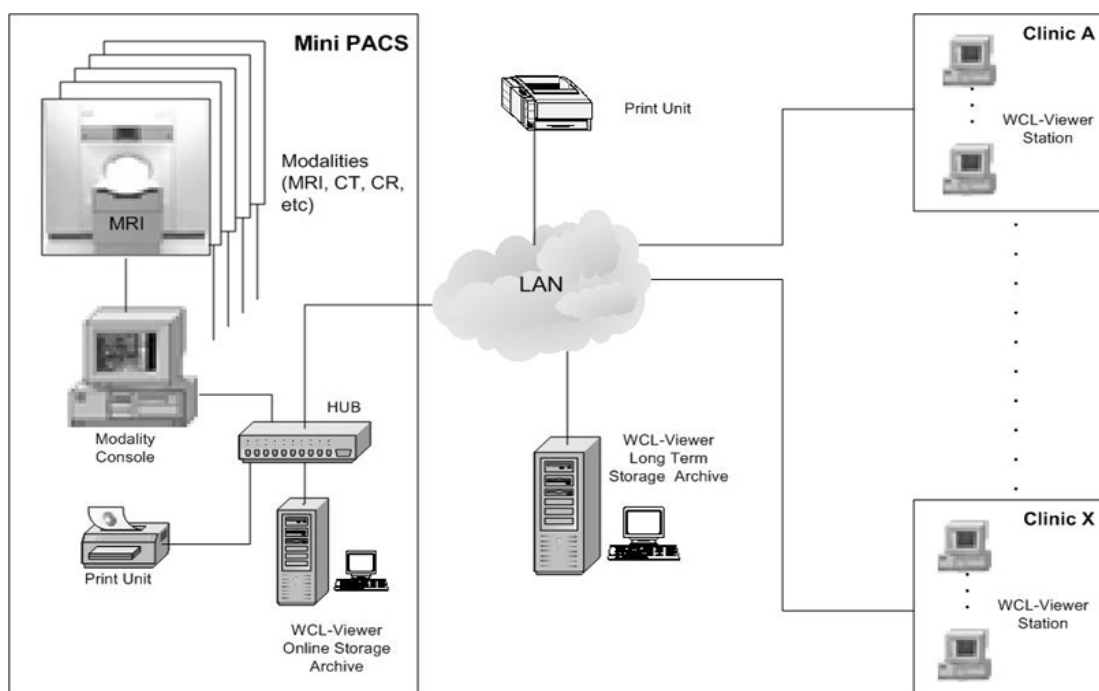 Mini PACS
Modalities
(MRI, CT, CR,
etc)
MRI
Modality
Console
HUB
Print Unit
WCL-Viewer
Online Storage
Archive
Print Unit
LAN
WCL-Viewer
Long Term
Storage Archive
Clinic A
WCL-Viewer
Station
Clinic X
WCL-Viewer
Station